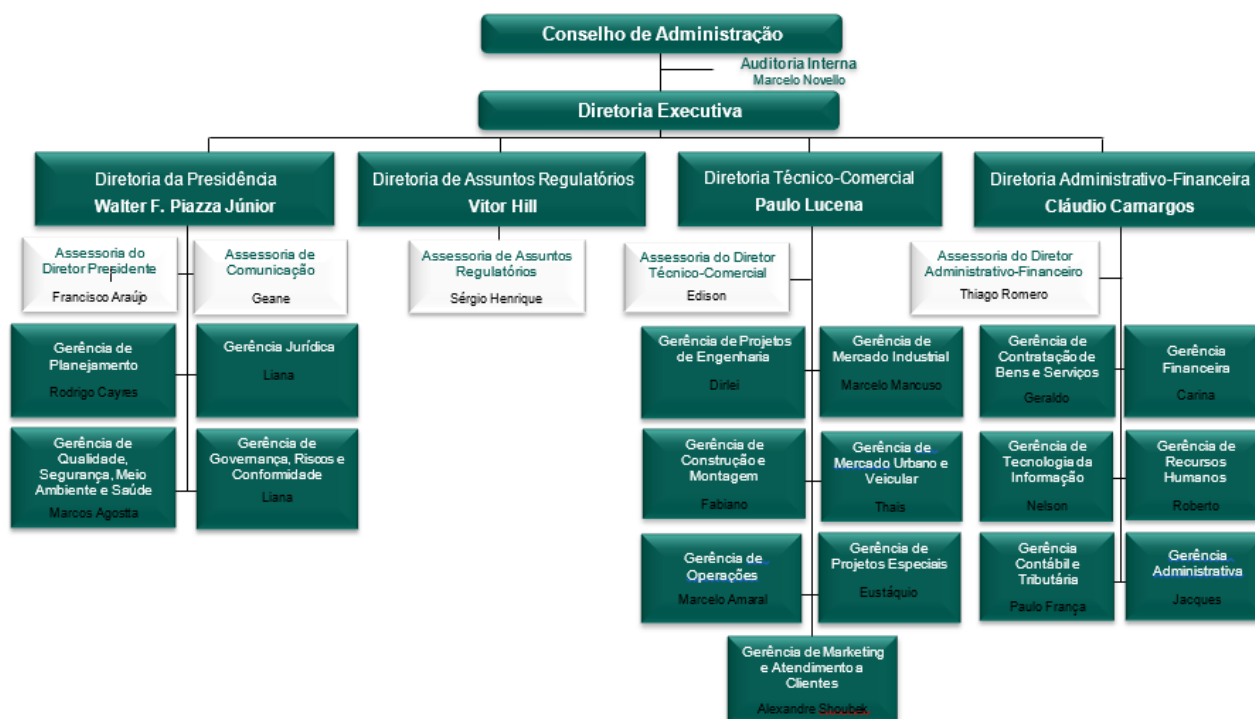 Conselho de Administração
Auditoria Interna
Marcelo Novello
Diretoria Executiva
Diretoria da Presidência
Walter F. Piazza Júnior
Diretoria de Assuntos Regulatórios
Vitor Hill
Diretoria Técnico-Comercial
Paulo Lucena
Diretoria Administrativo-Financeira
Cláudio Camargos
Assessoria do
Diretor Presidente
Francisco Araújo
Assessoria de
Comunicação
Geane
Assessoria de Assuntos
Regulatórios
Sérgio Henrique
Assessoria do Diretor
Técnico-Comercial
Edison
Assessoria do Diretor
Administrativo-Financeiro
Thiago Romero
Gerência de
Planejamento
Rodrigo Cayres
Gerência Jurídica
Liana
Gerência de Projetos
de Engenharia
Dirlei
Gerência de
Mercado Industrial
Marcelo Mancuso
Gerência de
Contratação de
Bens e Serviços
Geraldo
Gerência
Financeira
Carina
Gerência de
Qualidade,
Segurança, Meio
Ambiente e Saúde
Marcos Agostta
Gerência de
Governança, Riscos e
Conformidade
Liana
Gerência de
Construção e
Montagem
Fabiano
Gerência de
Mercado Urbano e
Veicular
Thais
Gerência de
Tecnologia da
Informação
Nelson
Gerência de
Recursos
Humanos
Roberto
Gerência de
Operações
Marcelo Amaral
Gerência de
Projetos Especiais
Eustáquio
Gerência
Contábil e
Tributária
Paulo França
Gerência
Administrativa
Jacques
Gerência de Marketing
e Atendimento a
Clientes
Alexandre Shoubek